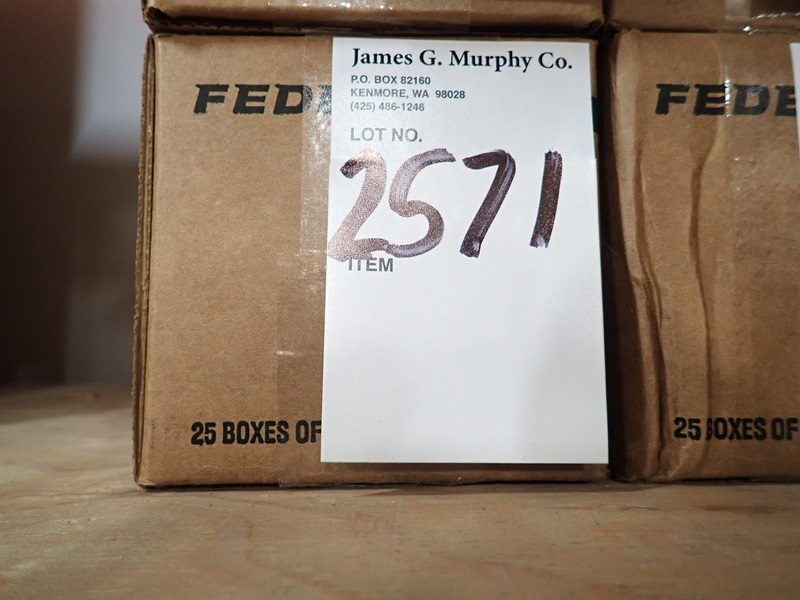 James G. Murphy Co.
P.O. BOX 82160
KENMORE, WA 98028
(425) 486-1246
LOT NO.
2571
ITEM
FEDE
25 BOXES OF
FEDE
25 BOXES OF